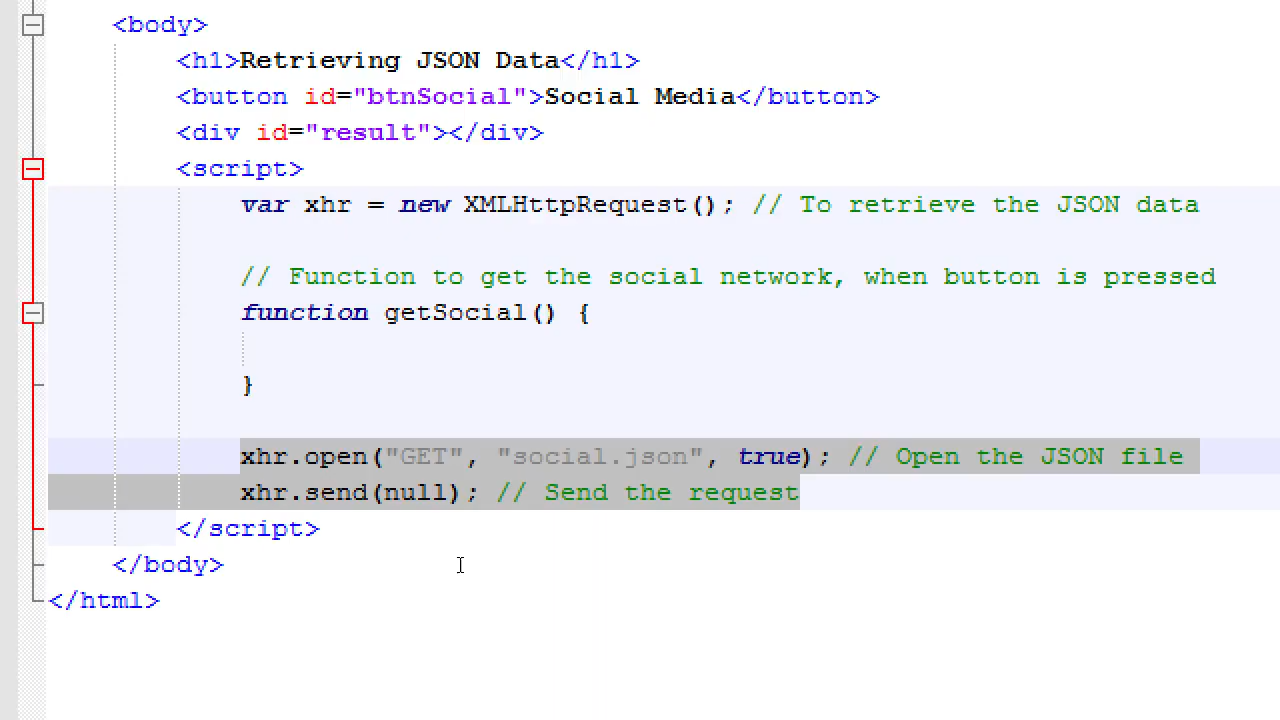 <body>
<h1>Retrieving JSON Data</h1>
<button id="btnSocial">Social Media</button>
<div id="result"></div>
<script>
var xhr = new XMLHttpRequest(); // To retrieve the JSON data
// Function to get the social network, when button is pressed
function getSocial() {
}
xhr.open("GET", "social.json", true); // Open the JSON file
xhr.send(null); // Send the request
</script>
</body>
</html>